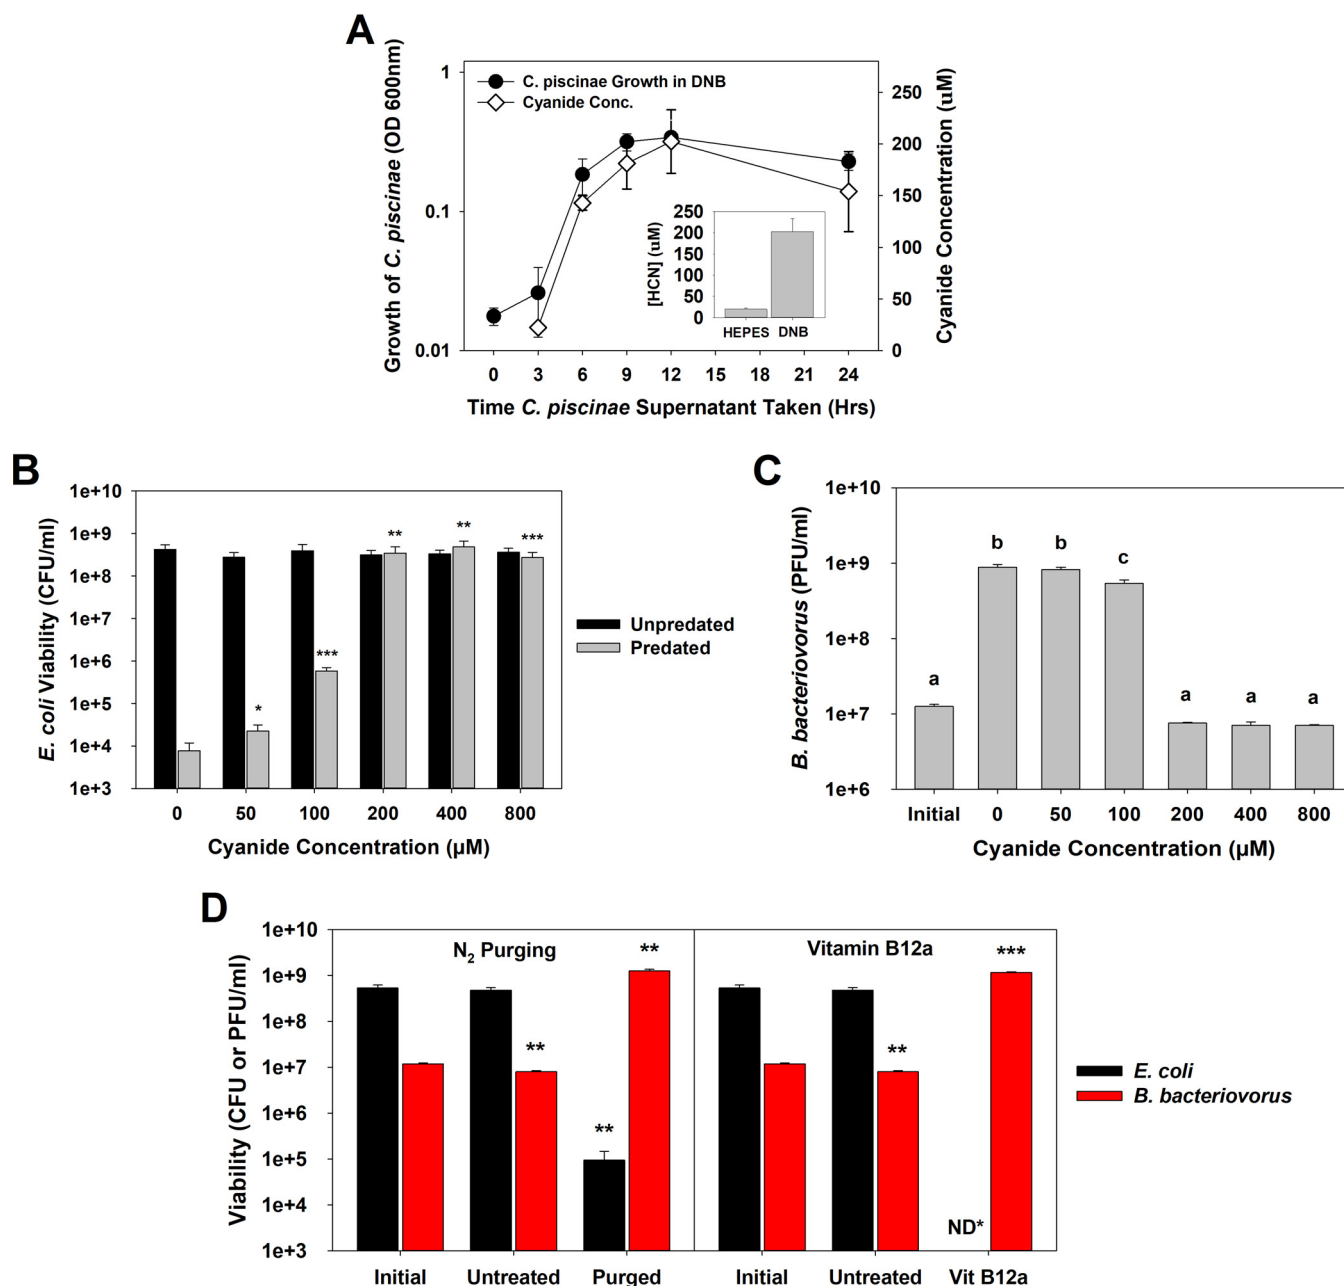 A
Growth of C. piscinae (OD 600nm)
1
0.1
0.01
C. piscinae Growth in DNB
Cyanide Conc.
250
200
150
100
50
0
Cyanide Concentration (uM)
[HCN] (uM)
250
200
150
100
50
0
HEPES DNB
0 3 6 9 12 15 18 21 24
Time C. piscinae Supernatant Taken (Hrs)
B
E. coli Viability (CFU/ml)
1e+10
1e+9
1e+8
1e+7
1e+6
1e+5
1e+4
1e+3
* *** ** ** ***
0 50 100 200 400 800
Cyanide Concentration (µM)
Unpredated
Predated
C
B. bacteriovorus (PFU/ml)
1e+10
1e+9
1e+8
1e+7
1e+6
a b b c a a a
Initial 0 50 100 200 400 800
Cyanide Concentration (µM)
D
Viability (CFU or PFU/ml)
1e+10
1e+9
1e+8
1e+7
1e+6
1e+5
1e+4
1e+3
N2 Purging
** ** **
Vitamin B12a
** ND* ***
Initial Untreated Purged Initial Untreated Vit B12a
E. coli
B. bacteriovorus